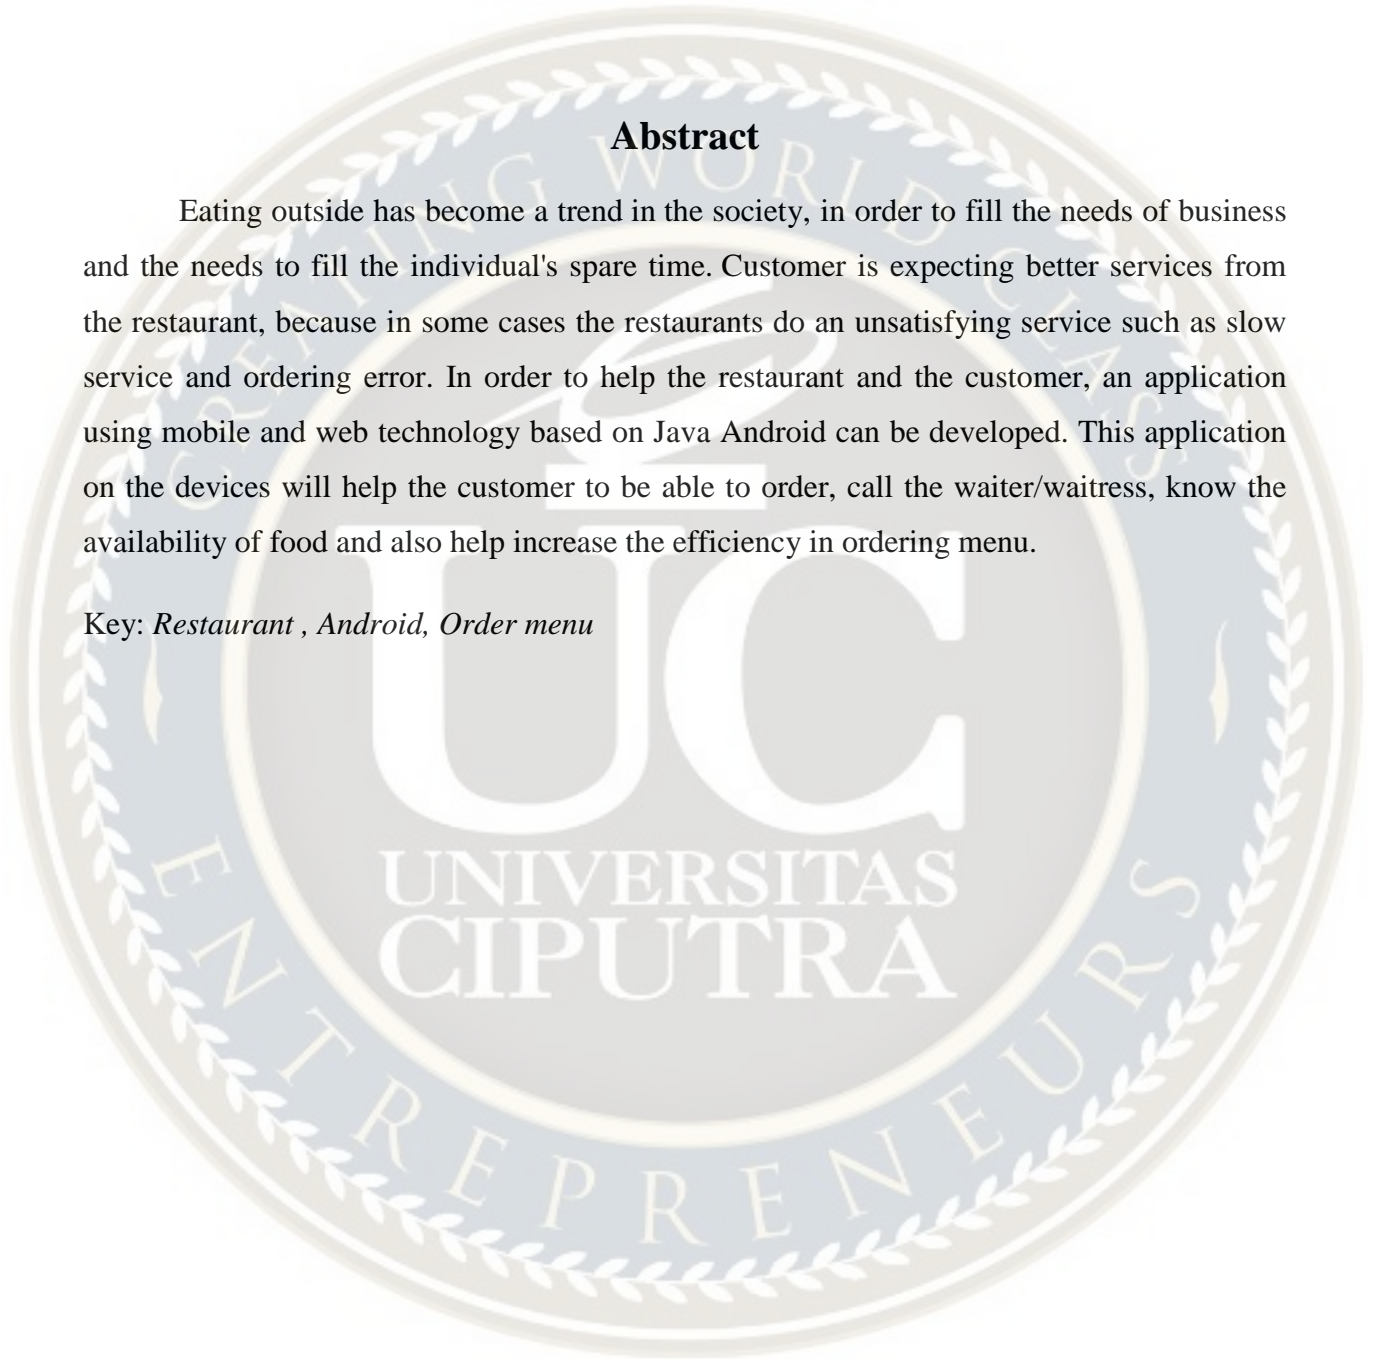 Abstract
Eating outside has become a trend in the society, in order to fill the needs of business
and the needs to fill the individual's spare time. Customer is expecting better services from
the restaurant, because in some cases the restaurants do an unsatisfying service such as slow
service and ordering error. In order to help the restaurant and the customer, an application
using mobile and web technology based on Java Android can be developed. This application
on the devices will help the customer to be able to order, call the waiter/waitress, know the
availability of food and also help increase the efficiency in ordering menu.
Key: Restaurant , Android, Order menu
CREATING WORLD CLASS
UC
UNIVERSITAS
CIPUTRA
ENTREPRENEURS